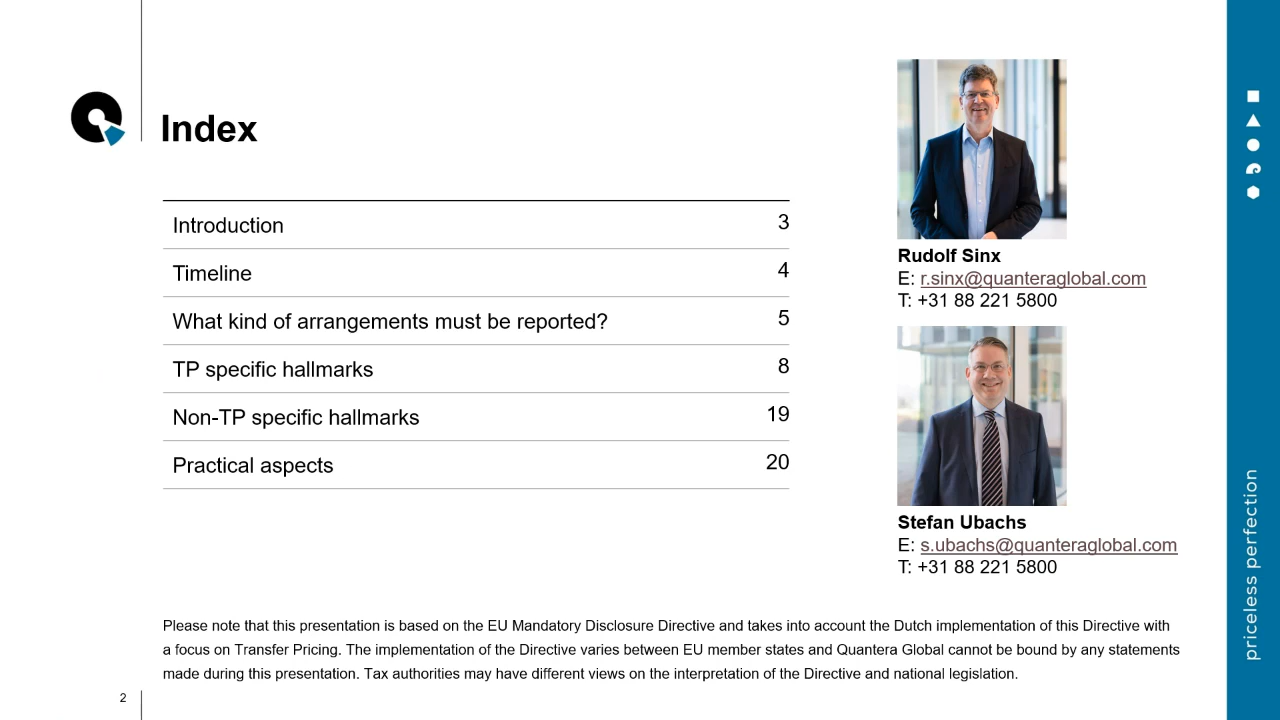 Index
Introduction 3
Timeline 4
What kind of arrangements must be reported? 5
TP specific hallmarks 8
Non-TP specific hallmarks 19
Practical aspects 20
Rudolf Sinx
E: r.sinx@quanteraglobal.com
T: +31 88 221 5800
Stefan Ubachs
E: s.ubachs@quanteraglobal.com
T: +31 88 221 5800
Please note that this presentation is based on the EU Mandatory Disclosure Directive and takes into account the Dutch implementation of this Directive with
a focus on Transfer Pricing. The implementation of the Directive varies between EU member states and Quantera Global cannot be bound by any statements
made during this presentation. Tax authorities may have different views on the interpretation of the Directive and national legislation.
2
priceless perfection